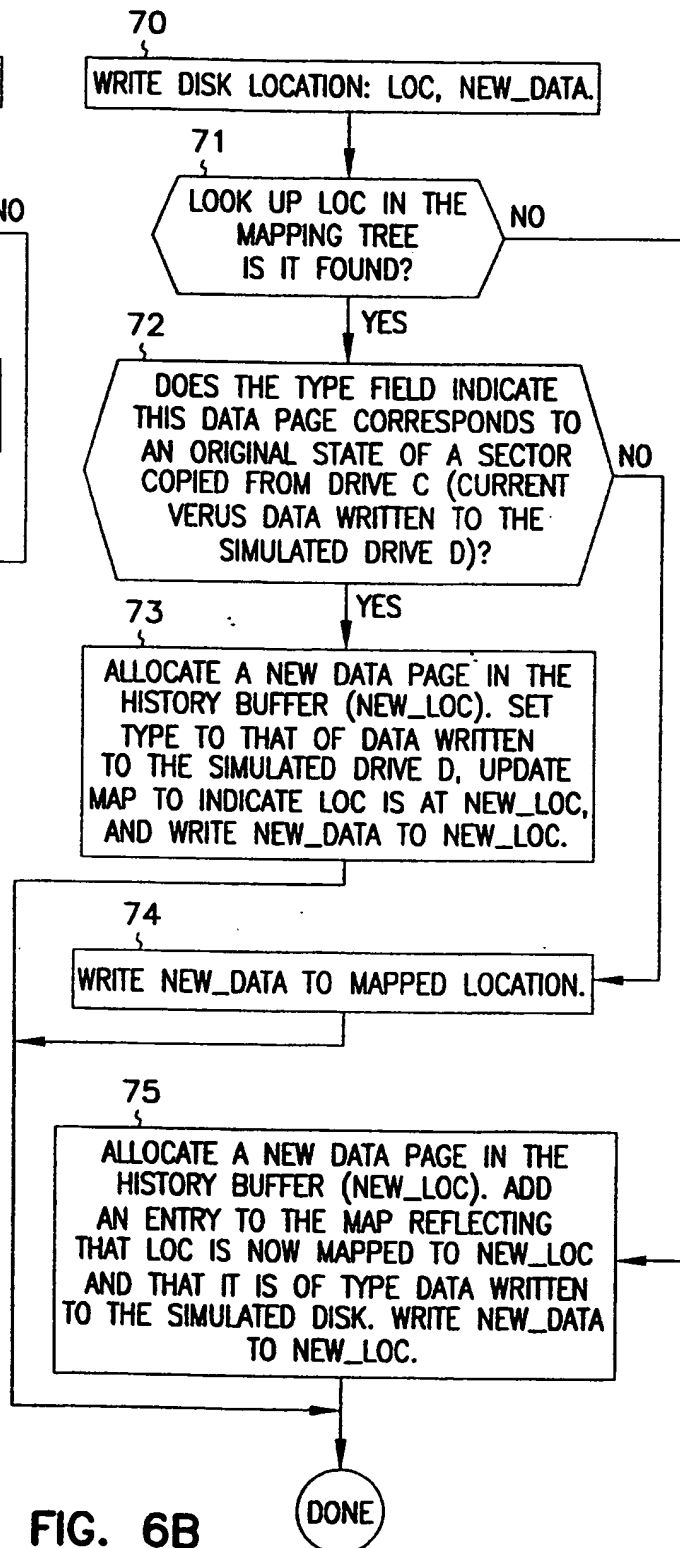 70
WRITE DISK LOCATION: LOC, NEW_DATA.
71
LOOK UP LOC IN THE
MAPPING TREE
IS IT FOUND?
NO
NO
YES
72
DOES THE TYPE FIELD INDICATE
THIS DATA PAGE CORRESPONDS TO
AN ORIGINAL STATE OF A SECTOR
COPIED FROM DRIVE C (CURRENT
VERUS DATA WRITTEN TO THE
SIMULATED DRIVE D)?
NO
YES
73
ALLOCATE A NEW DATA PAGE IN THE
HISTORY BUFFER (NEW_LOC). SET
TYPE TO THAT OF DATA WRITTEN
TO THE SIMULATED DRIVE D, UPDATE
MAP TO INDICATE LOC IS AT NEW_LOC,
AND WRITE NEW_DATA TO NEW_LOC.
74
WRITE NEW_DATA TO MAPPED LOCATION.
75
ALLOCATE A NEW DATA PAGE IN THE
HISTORY BUFFER (NEW_LOC). ADD
AN ENTRY TO THE MAP REFLECTING
THAT LOC IS NOW MAPPED TO NEW_LOC
AND THAT IT IS OF TYPE DATA WRITTEN
TO THE SIMULATED DISK. WRITE NEW_DATA
TO NEW_LOC.
DONE
FIG. 6B